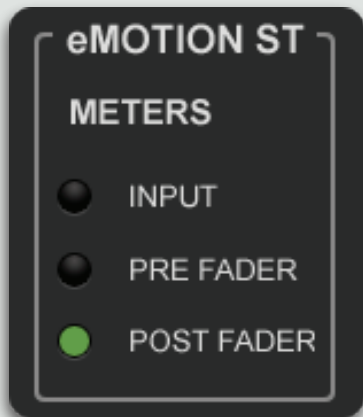 eMOTION ST
METERS
INPUT
PRE FADER
POST FADER